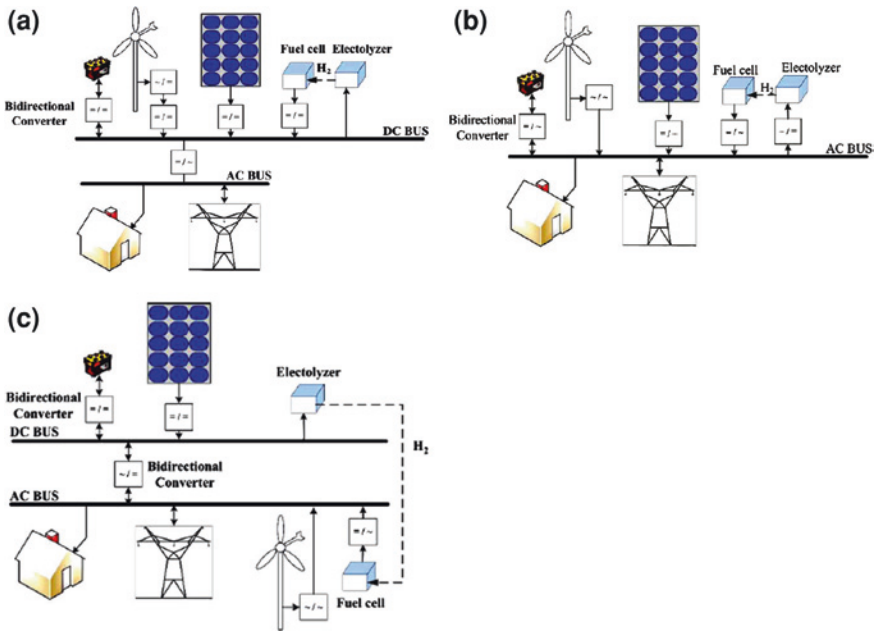 (a)
Fuel cell
Electolyzer
H2
Bidirectional
Converter
= / =
~ / =
= / =
= / =
= / =
DC BUS
= / ~
AC BUS
(b)
Fuel cell
Electolyzer
H2
Bidirectional
Converter
= / ~
~ / ~
= / ~
= / ~
~ / =
AC BUS
(c)
Electolyzer
Bidirectional
Converter
= / =
= / =
DC BUS
H2
~ / =
Bidirectional
Converter
AC BUS
= / ~
~ / ~
Fuel cell